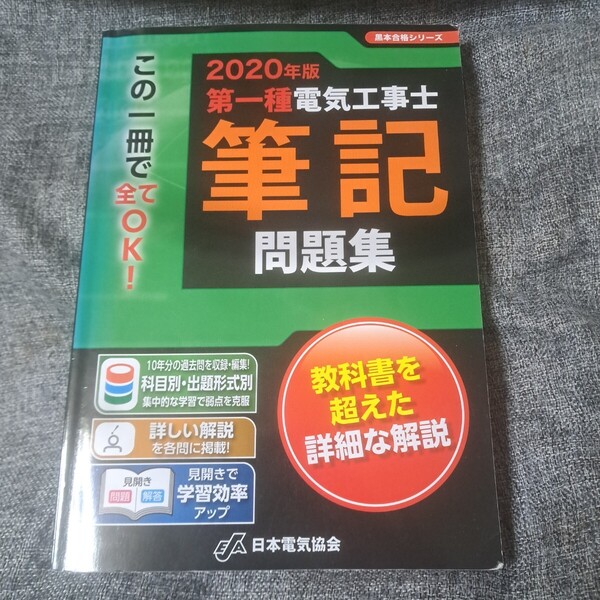 黒本合格シリーズ
2020年版
第一種電気工事士
筆記
問題集
この一冊で全てOK!
10年分の過去問を収録・編集!
科目別・出題形式別
集中的な学習で弱点を克服
詳しい解説
を各問に掲載!
見開き
問題 解答
見開きで
学習効率
アップ
教科書を
超えた
詳細な解説
日本電気協会